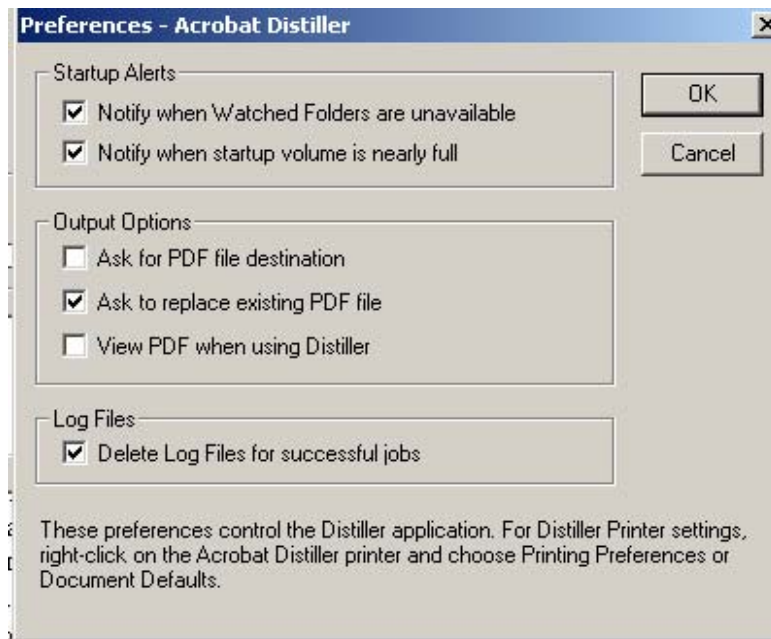 Preferences - Acrobat Distiller
Startup Alerts
Notify when Watched Folders are unavailable
Notify when startup volume is nearly full
OK
Cancel
Output Options
Ask for PDF file destination
Ask to replace existing PDF file
View PDF when using Distiller
Log Files
Delete Log Files for successful jobs
These preferences control the Distiller application. For Distiller Printer settings,
right-click on the Acrobat Distiller printer and choose Printing Preferences or
Document Defaults.